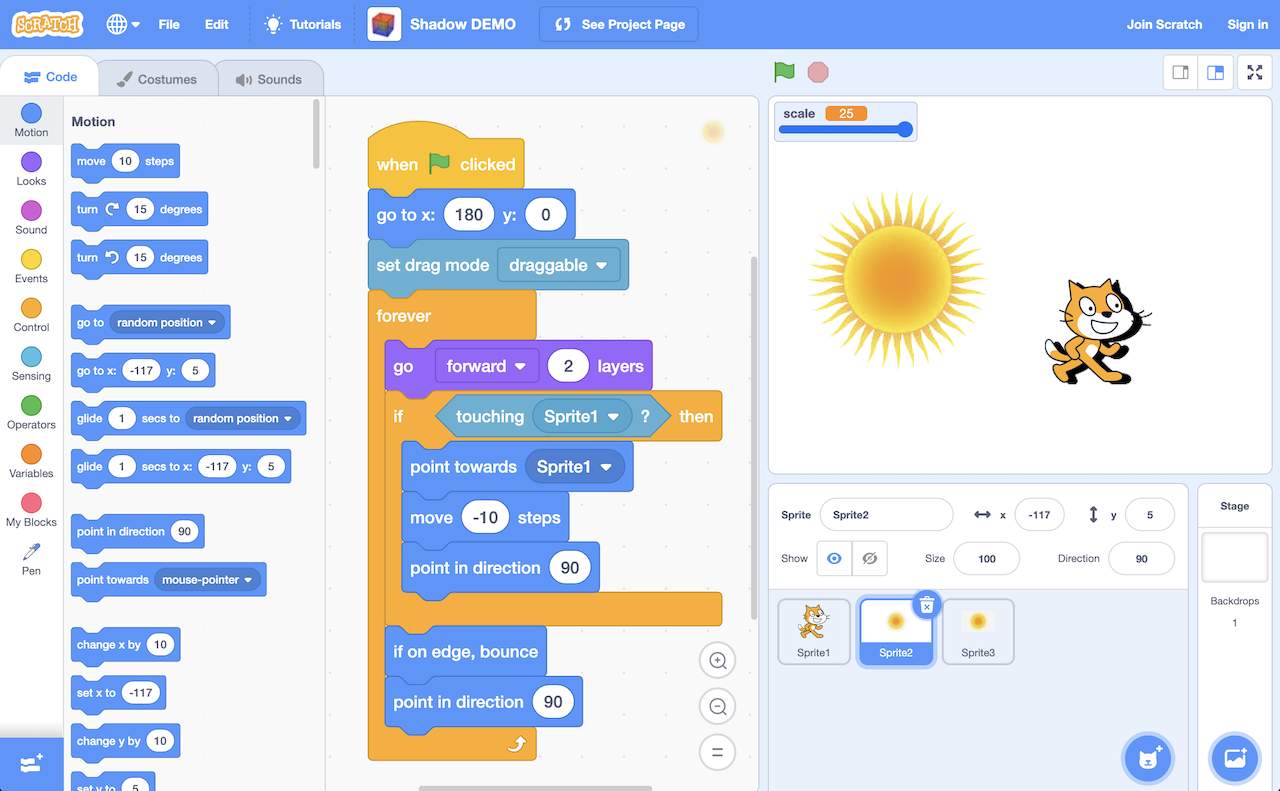 SCRATCH
File
Edit
Tutorials
Shadow DEMO
See Project Page
Join Scratch
Sign in
Code
Costumes
Sounds
Motion
Looks
Sound
Events
Control
Sensing
Operators
Variables
My Blocks
Pen
Motion
move 10 steps
turn 15 degrees
turn 15 degrees
go to random position
go to x: -117 y: 5
glide 1 secs to random position
glide 1 secs to x: -117 y: 5
point in direction 90
point towards mouse-pointer
change x by 10
set x to -117
change y by 10
set y to 5
when clicked
go to x: 180 y: 0
set drag mode draggable
forever
go forward 2 layers
if touching Sprite1 ? then
point towards Sprite1
move -10 steps
point in direction 90
if on edge, bounce
point in direction 90
scale 25
Sprite Sprite2 x -117 y 5
Show Size 100 Direction 90
Sprite1
Sprite2
Sprite3
Stage
Backdrops
1